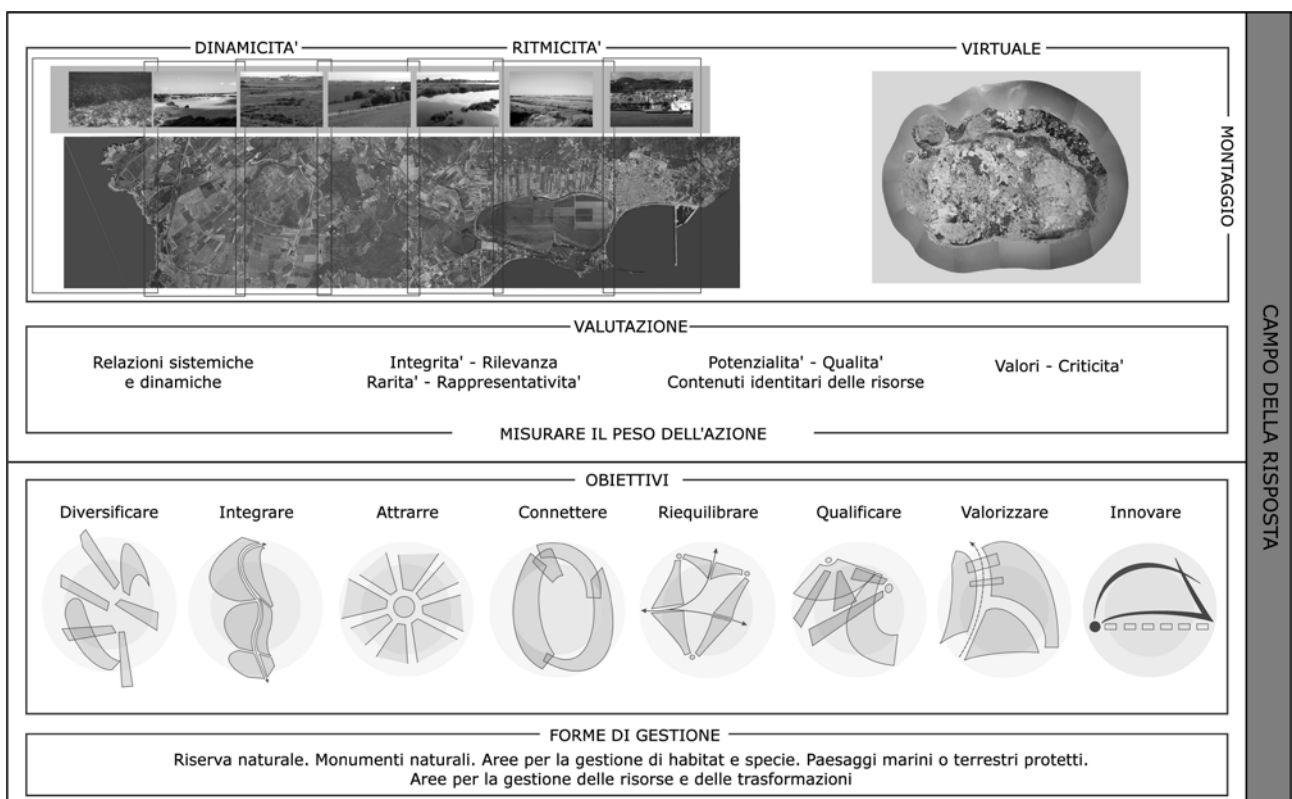 DINAMICITA'
RITMICITA'
VIRTUALE
MONTAGGIO
VALUTAZIONE
Relazioni sistemiche
e dinamiche
Integrita' - Rilevanza
Rarita' - Rappresentativita'
Potenzialita' - Qualita'
Contenuti identitari delle risorse
Valori - Criticita'
MISURARE IL PESO DELL'AZIONE
OBIETTIVI
Diversificare
Integrare
Attrarre
Connettere
Riequilibrare
Qualificare
Valorizzare
Innovare
FORME DI GESTIONE
Riserva naturale. Monumenti naturali. Aree per la gestione di habitat e specie. Paesaggi marini o terrestri protetti.
Aree per la gestione delle risorse e delle trasformazioni
CAMPO DELLA RISPOSTA